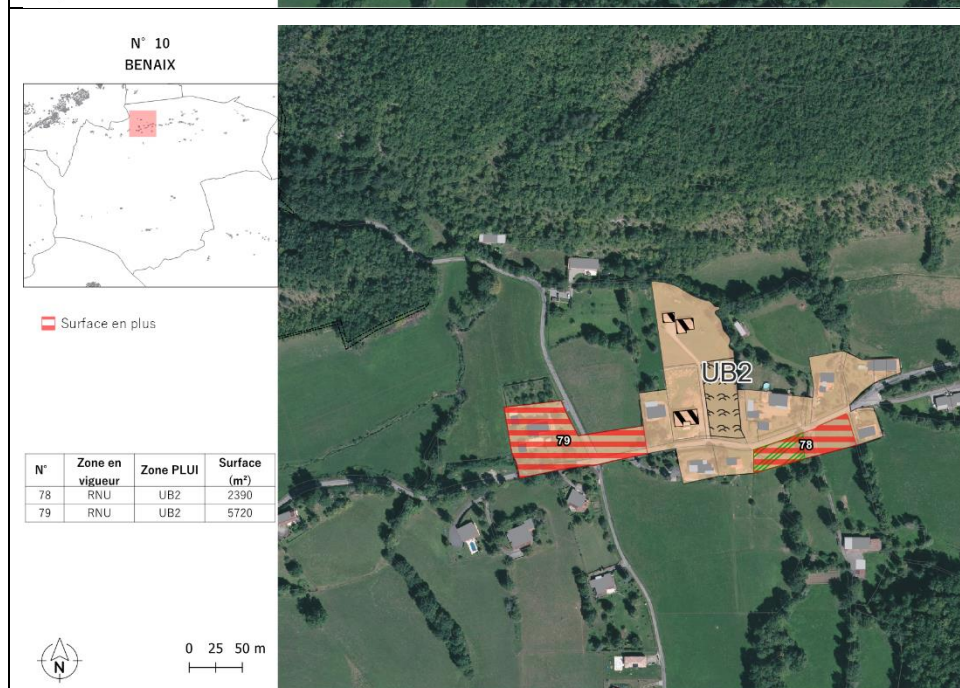 N° 10
BENAIX
Surface en plus
N° Zone en vigueur Zone PLUI Surface (m²)
78 RNU UB2 2390
79 RNU UB2 5720
N
0 25 50 m
UB2
79
78